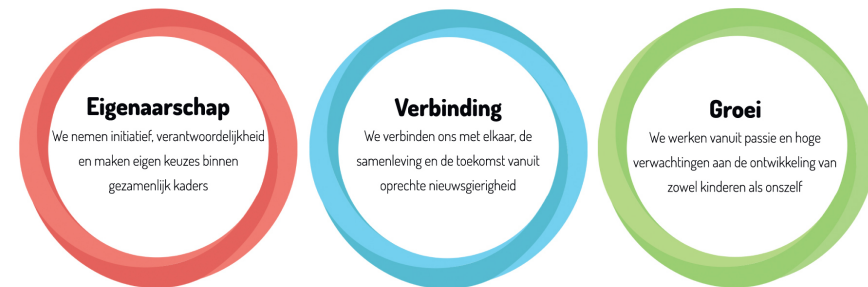 Eigenaarschap
We nemen initiatief, verantwoordelijkheid
en maken eigen keuzes binnen
gezamenlijk kaders
Verbinding
We verbinden ons met elkaar, de
samenleving en de toekomst vanuit
oprechte nieuwsgierigheid
Groei
We werken vanuit passie en hoge
verwachtingen aan de ontwikkeling van
zowel kinderen als onszelf